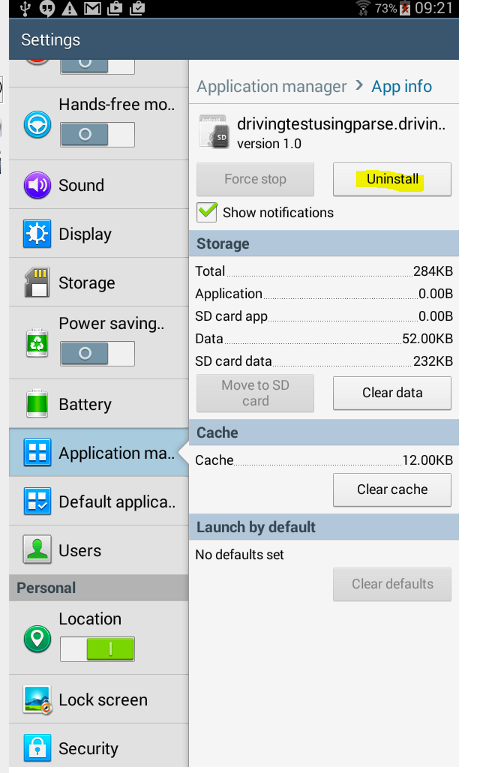 73% 09:21
Settings
Hands-free mo..
Sound
Display
Storage
Power saving..
Battery
Application ma..
Default applica..
Users
Personal
Location
Lock screen
Security
Application manager > App info
drivingtestusingparse.drivin..
version 1.0
Force stop
Uninstall
Show notifications
Storage
Total 284KB
Application 0.00B
SD card app 0.00B
Data 52.00KB
SD card data 232KB
Move to SD
card
Clear data
Cache
Cache 12.00KB
Clear cache
Launch by default
No defaults set
Clear defaults